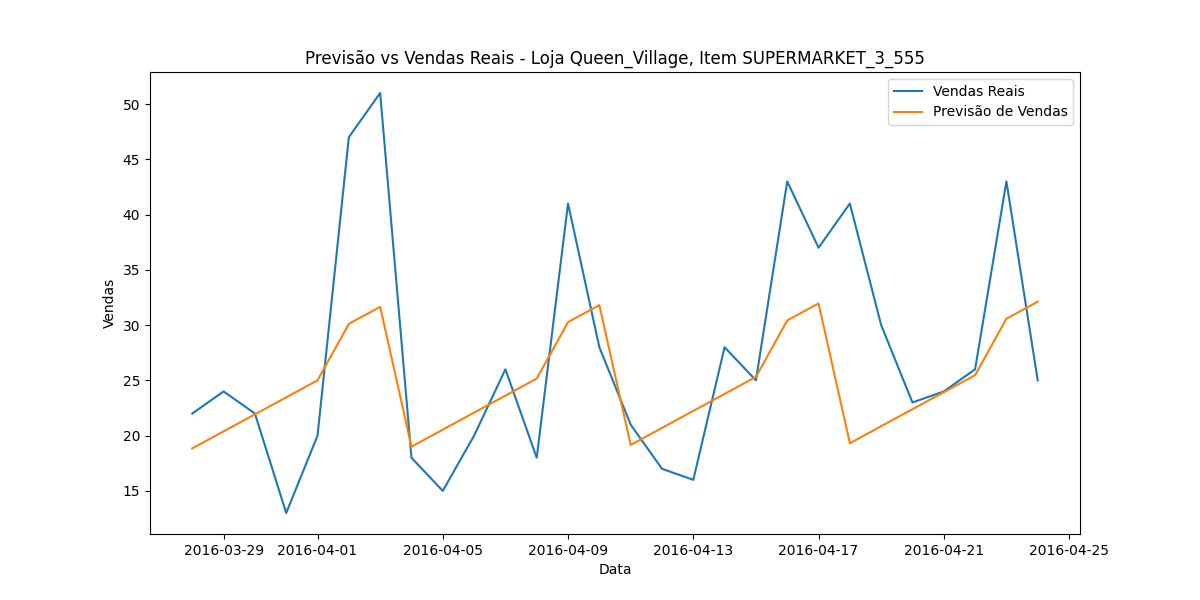 Previsão vs Vendas Reais - Loja Queen_Village, Item SUPERMARKET_3_555
Vendas Reais
Previsão de Vendas
50
45
40
35
30
25
20
15
Vendas
2016-03-29 2016-04-01 2016-04-05 2016-04-09 2016-04-13 2016-04-17 2016-04-21 2016-04-25
Data